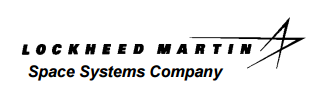 LOCKHEED MARTIN
Space Systems Company